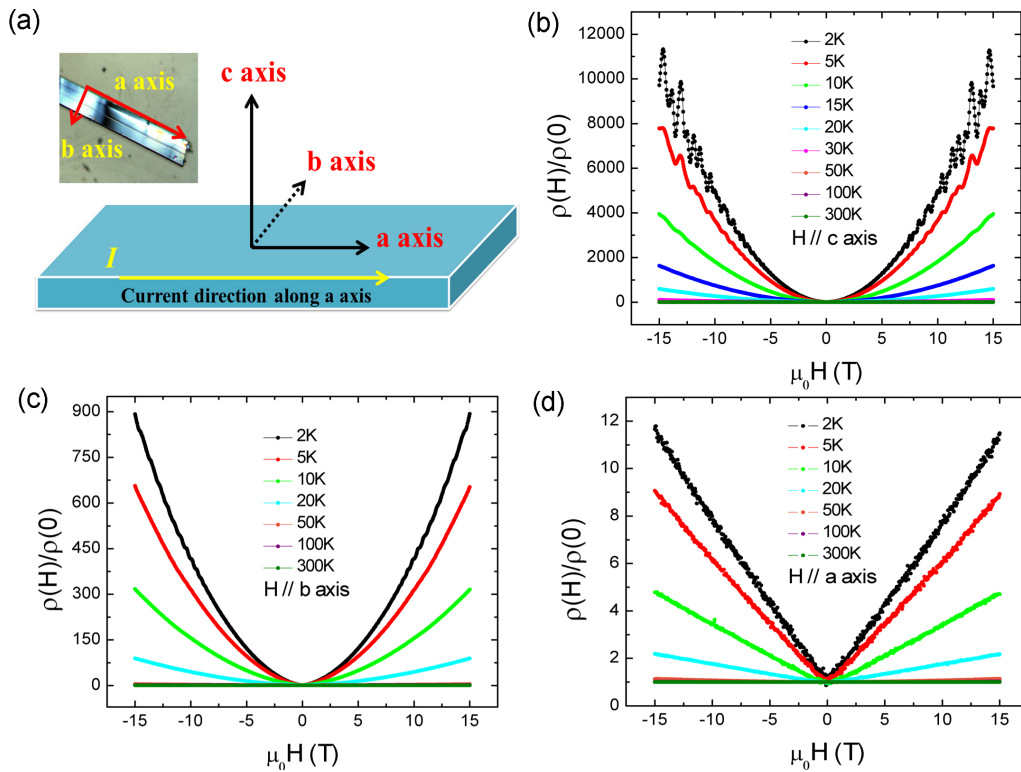 (a)
a axis
b axis
c axis
b axis
a axis
I
Current direction along a axis
(b)
ρ(H)/ρ(0)
12000
10000
8000
6000
4000
2000
0
2K
5K
10K
15K
20K
30K
50K
100K
300K
H // c axis
-15 -10 -5 0 5 10 15
μ₀H (T)
(c)
ρ(H)/ρ(0)
900
750
600
450
300
150
0
2K
5K
10K
20K
50K
100K
300K
H // b axis
-15 -10 -5 0 5 10 15
μ₀H (T)
(d)
ρ(H)/ρ(0)
12
10
8
6
4
2
0
2K
5K
10K
20K
50K
100K
300K
H // a axis
-15 -10 -5 0 5 10 15
μ₀H (T)